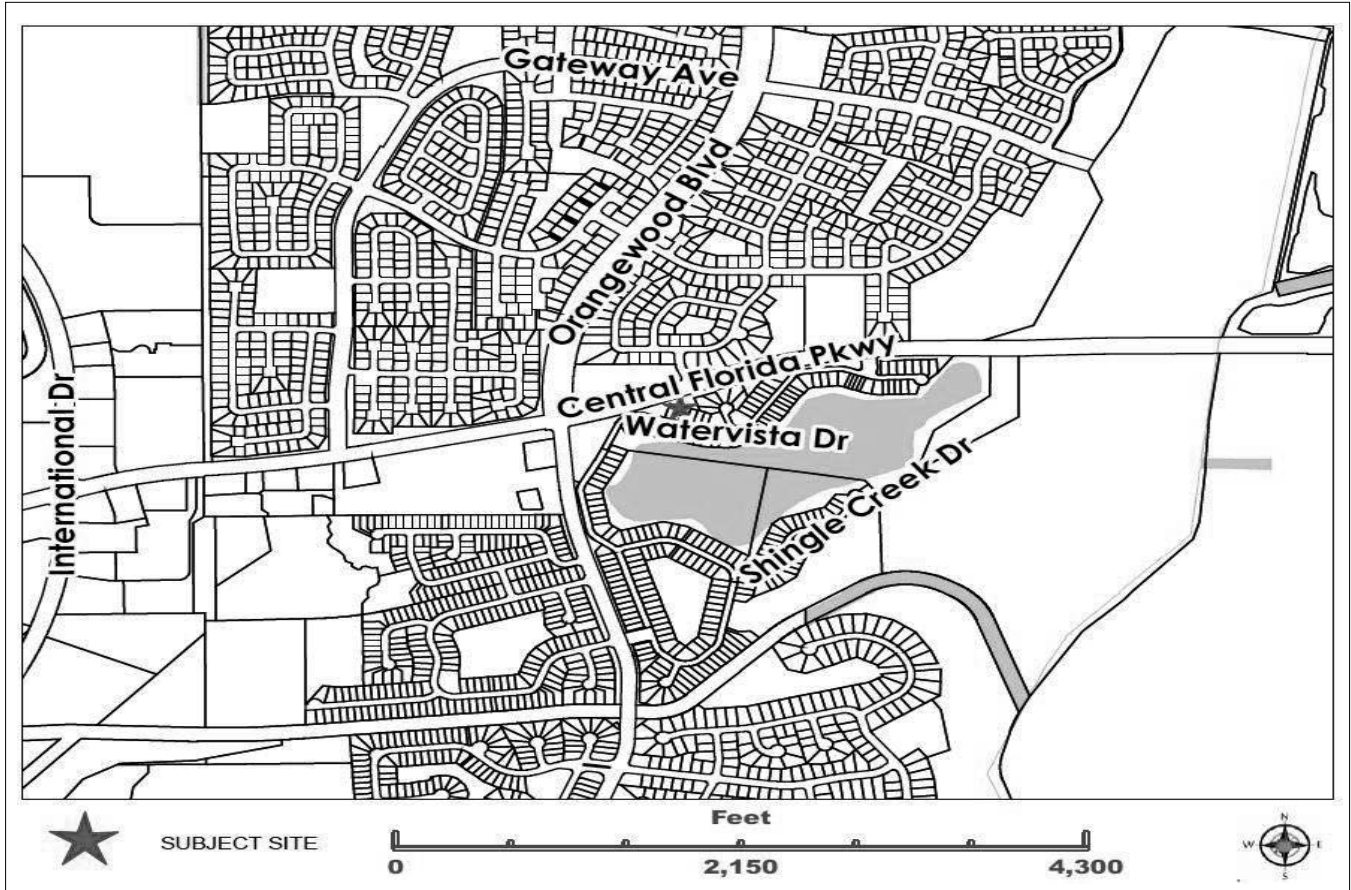 Gateway Ave
Orangewood Blvd
Central Florida Pkwy
Watervista Dr
International Dr
Shingle Creek Dr
SUBJECT SITE
Feet
0 2,150 4,300
N
W E
S